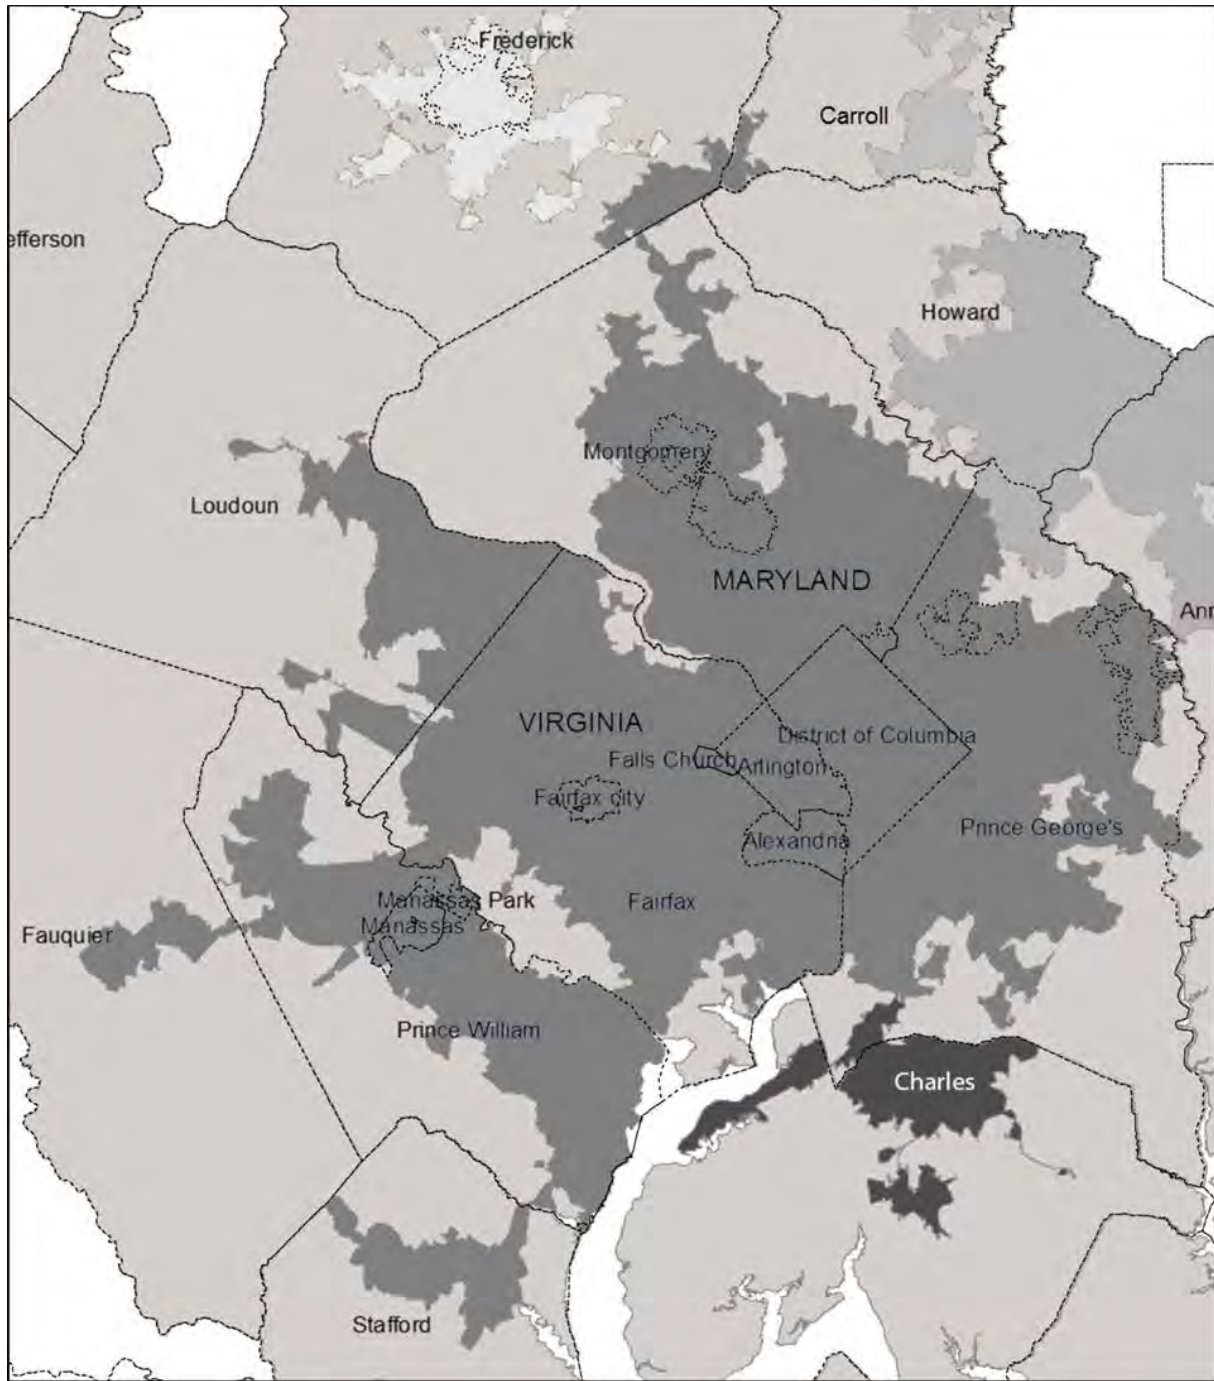 Frederick
Carroll
efferson
Howard
Montgomery
Loudoun
MARYLAND
Ann
VIRGINIA
District of Columbia
Falls Church
Arlington
Fairfax city
Prince George's
Alexandria
Manassas Park
Fairfax
Manassas
Fauquier
Prince William
Charles
Stafford